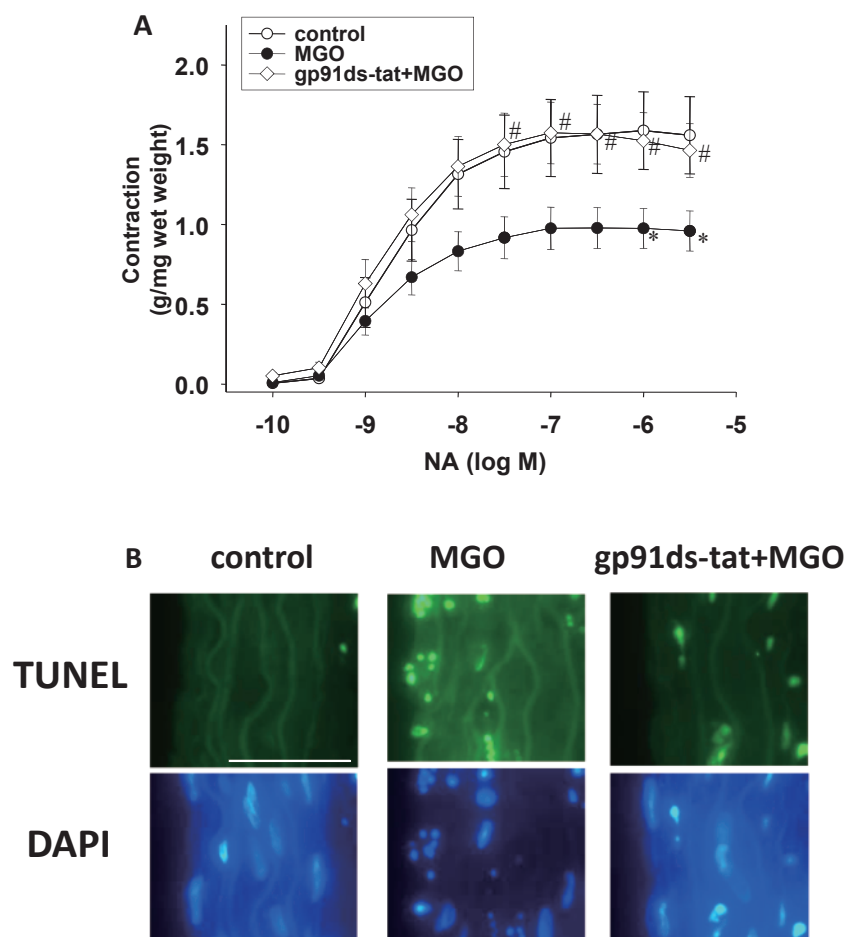 A
control
MGO
gp91ds-tat+MGO
Contraction
(g/mg wet weight)
2.0
1.5
1.0
0.5
0.0
#
#
#
#
#
*
*
-10
-9
-8
-7
-6
-5
NA (log M)
B
control
MGO
gp91ds-tat+MGO
TUNEL
DAPI